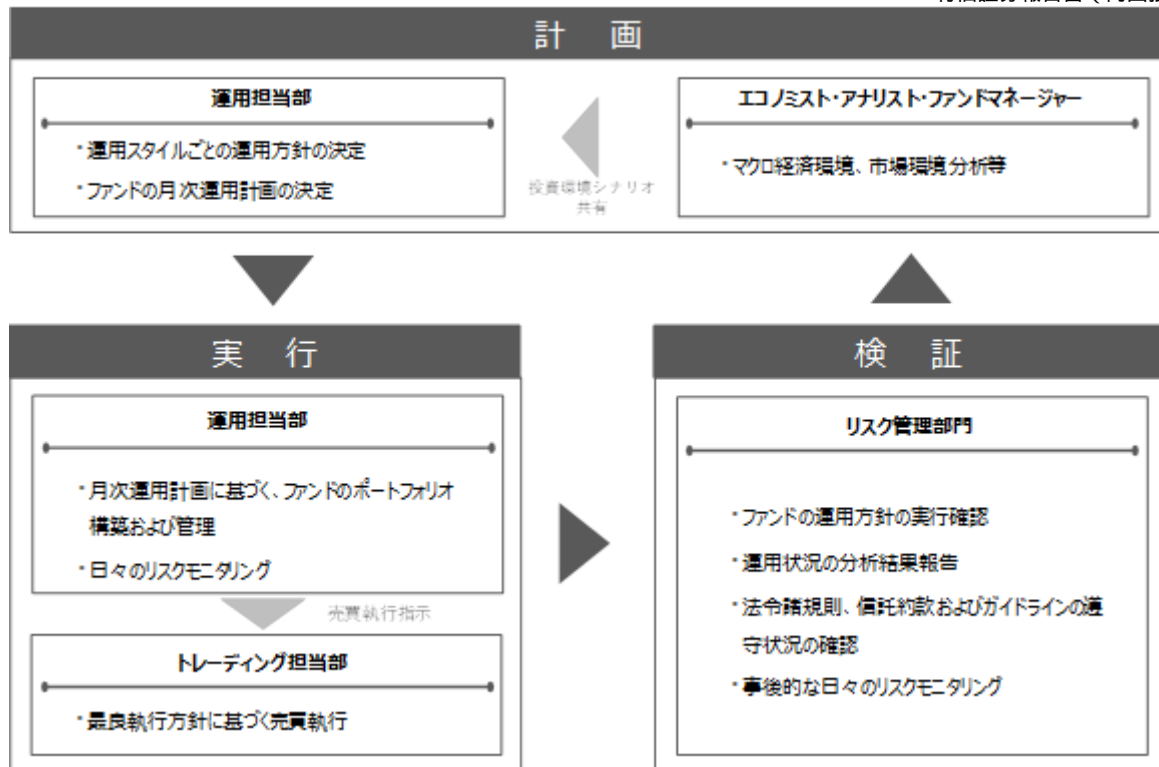 計 画
運用担当部
・運用スタイルごとの運用方針の決定
・ファンドの月次運用計画の決定
投資環境シナリオ
共有
エコノミスト・アナリスト・ファンドマネージャー
・マクロ経済環境、市場環境分析等
実 行
運用担当部
・月次運用計画に基づく、ファンドのポートフォリオ
構築および管理
・日々のリスクモニタリング
売買執行指示
トレーディング担当部
・最良執行方針に基づく売買執行
検 証
リスク管理部門
・ファンドの運用方針の実行確認
・運用状況の分析結果報告
・法令諸規則、信託約款およびガイドラインの遵
守状況の確認
・事後的な日々のリスクモニタリング